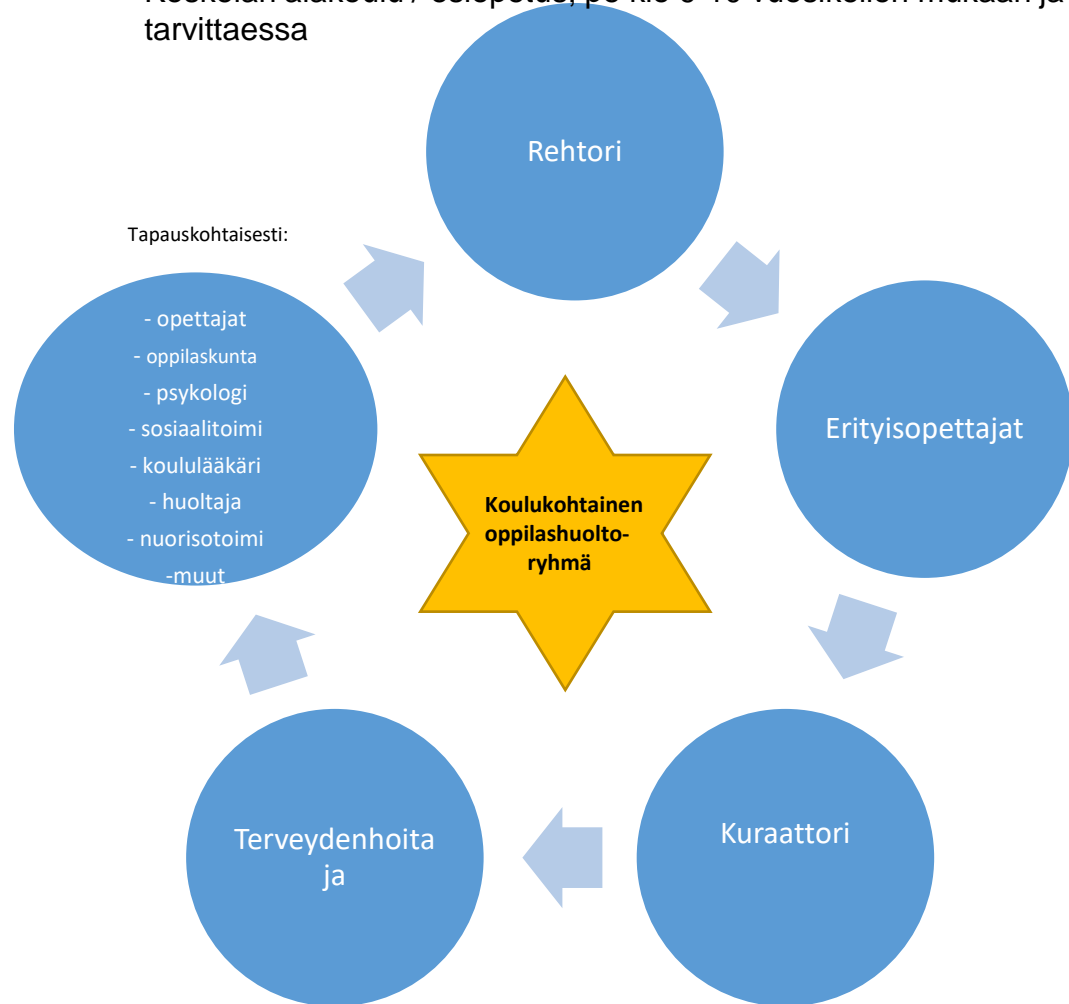 tarvittaessa
Rehtori
Tapauskohtaisesti:
- opettajat
- oppilaskunta
- psykologi
- sosiaalitoimi
- koululääkäri
- huoltaja
- nuorisotoimi
-muut
Erityisopettajat
Koulukohtainen
oppilashuolto-
ryhmä
Kuraattori
Terveydenhoita
ja